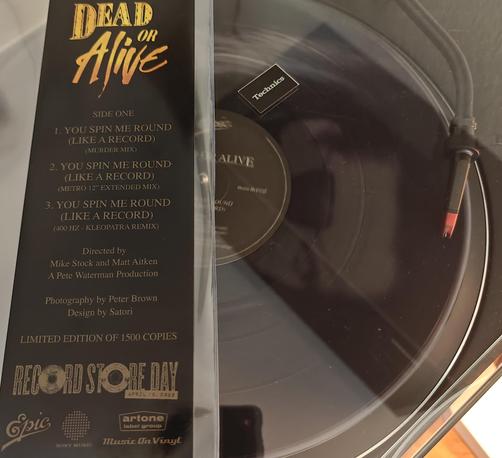 DEAD
OR
Alive
SIDE ONE
1. YOU SPIN ME ROUND
(LIKE A RECORD)
(MURDER MIX)
2. YOU SPIN ME ROUND
(LIKE A RECORD)
(METRO 12" EXTENDED MIX)
3. YOU SPIN ME ROUND
(LIKE A RECORD)
(400 HZ - KLEOPATRA REMIX)
Directed by
Mike Stock and Matt Aitken
A Pete Waterman Production
Photography by Peter Brown
Design by Satori
LIMITED EDITION OF 1500 COPIES
RECORD STORE DAY
Epic
SONY MUSIC
artone
label group
Music On Vinyl
Technics
ALIVE